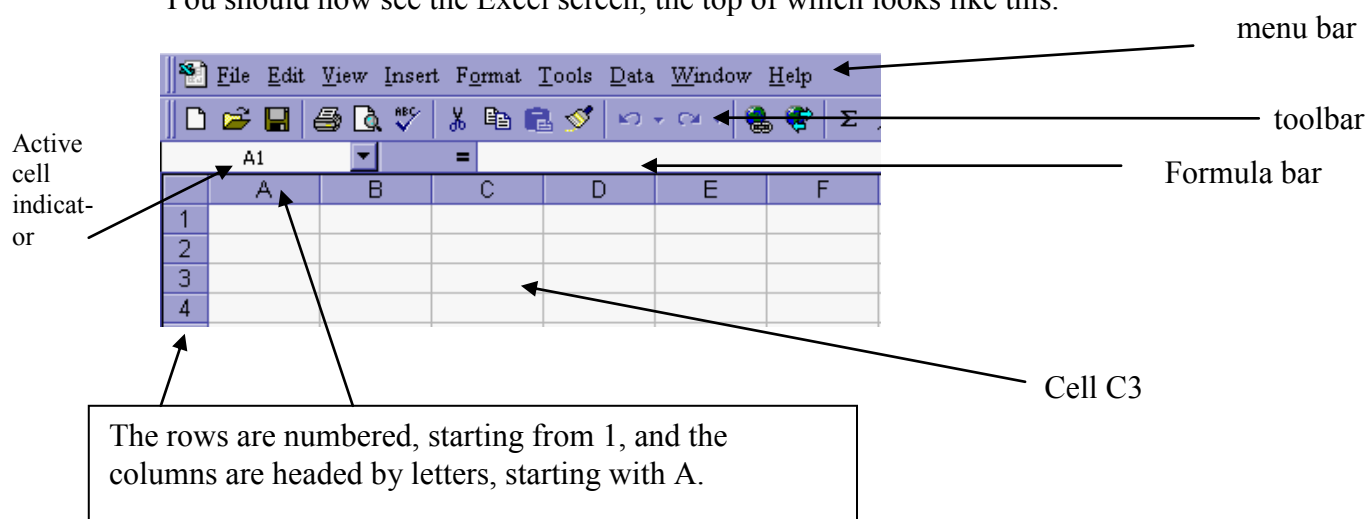 You should now see the Excel screen, the top of which looks like this.
menu bar
File Edit View Insert Format Tools Data Window Help
ABC
Σ
toolbar
Active
cell
indicat-
or
A1
=
Formula bar
A B C D E F
1
2
3
4
Cell C3
The rows are numbered, starting from 1, and the
columns are headed by letters, starting with A.